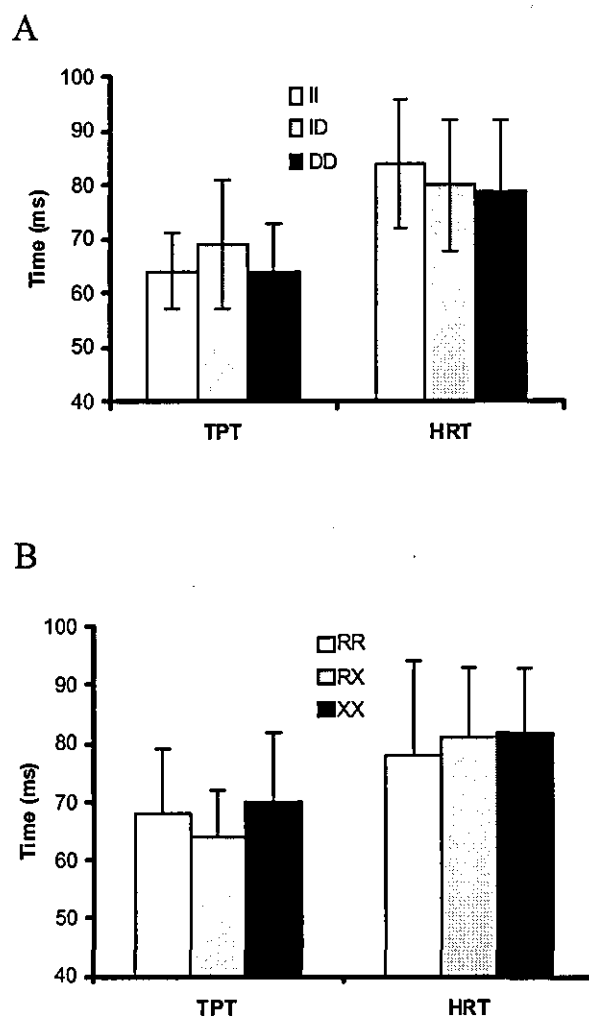 A
100
90
80
70
60
50
40
Time (ms)
II
ID
DD
TPT
HRT
B
100
90
80
70
60
50
40
Time (ms)
RR
RX
XX
TPT
HRT